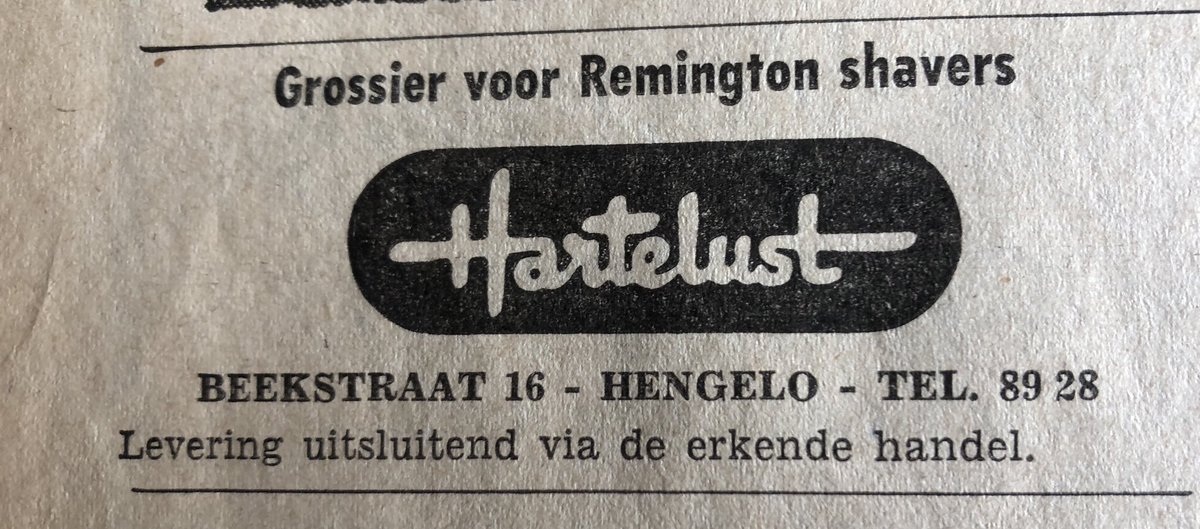 Grossier voor Remington shavers
Hartelust
BEEKSTRAAT 16 - HENGELO - TEL. 89 28
Levering uitsluitend via de erkende handel.